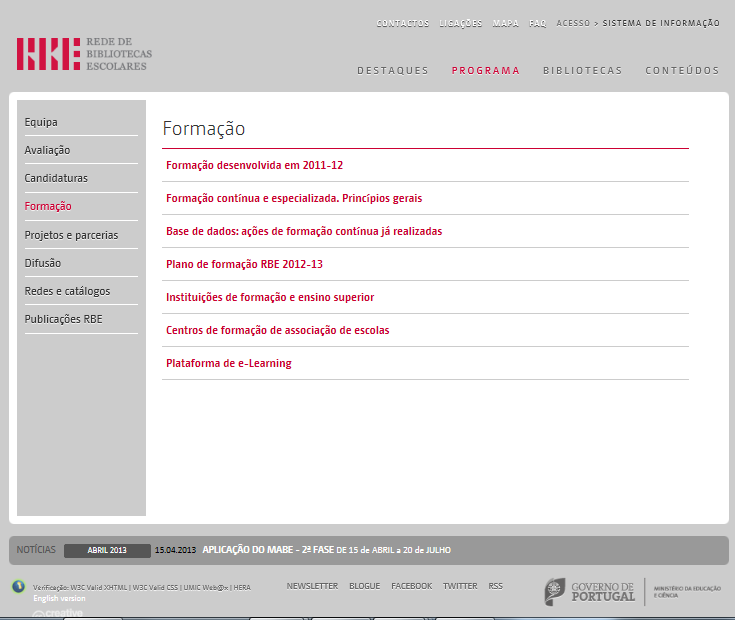 CONTACTOS LIGAÇÕES MAPA FAQ ACESSO > SISTEMA DE INFORMAÇÃO
RBE REDE DE
BIBLIOTECAS
ESCOLARES
DESTAQUES PROGRAMA BIBLIOTECAS CONTEÚDOS
Equipa
Avaliação
Candidaturas
Formação
Projetos e parcerias
Difusão
Redes e catálogos
Publicações RBE
Formação
Formação desenvolvida em 2011-12
Formação contínua e especializada. Princípios gerais
Base de dados: ações de formação contínua já realizadas
Plano de formação RBE 2012-13
Instituições de formação e ensino superior
Centros de formação de associação de escolas
Plataforma de e-Learning
NOTÍCIAS ABRIL 2013 15.04.2013 APLICAÇÃO DO MABE - 2ª FASE DE 15 de ABRIL a 20 de JULHO
Verificação: W3C Valid XHTML | W3C Valid CSS | UMIC Web@x | HERA
English version
creative
NEWSLETTER BLOGUE FACEBOOK TWITTER RSS
GOVERNO DE
PORTUGAL
MINISTÉRIO DA EDUCAÇÃO
E CIÊNCIA